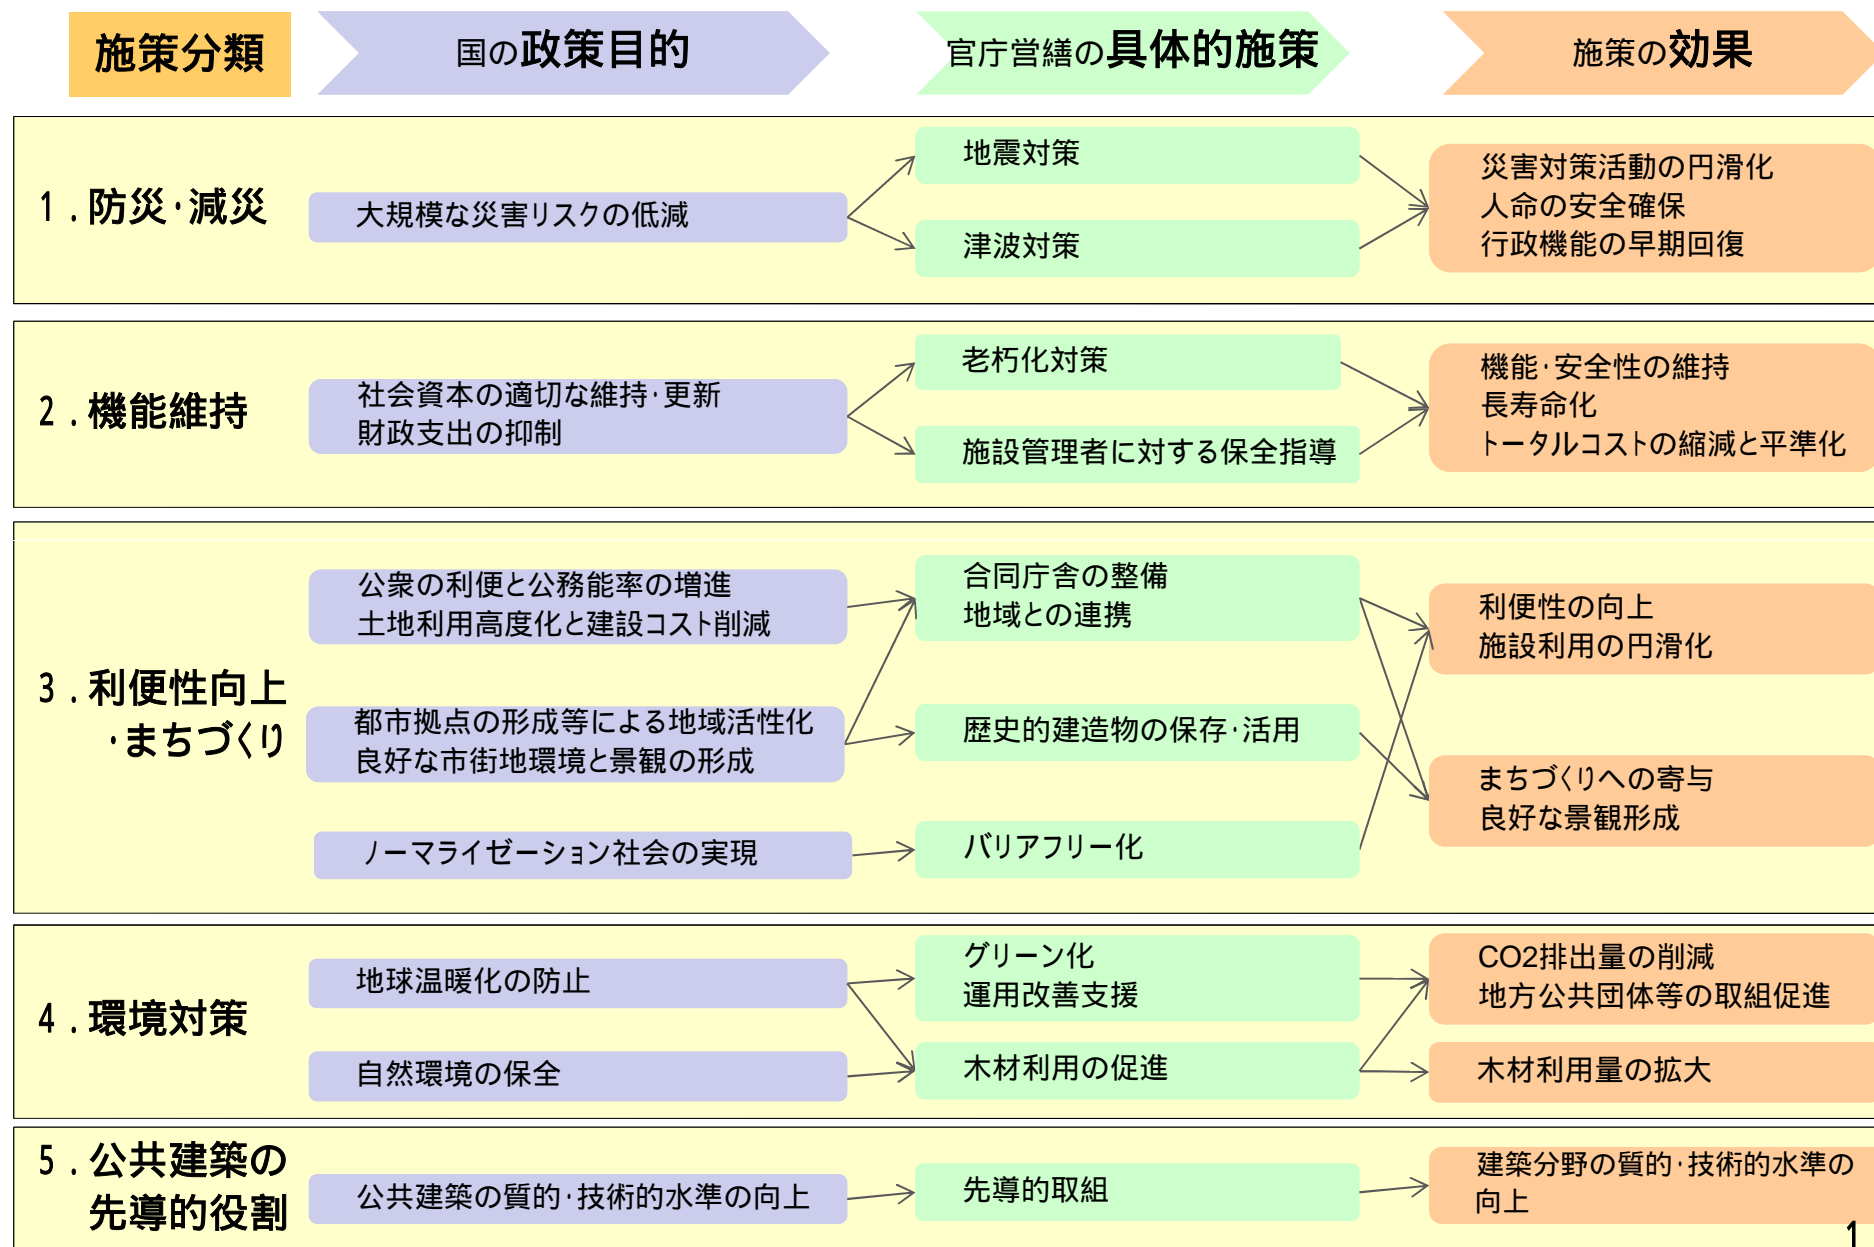 施策分類
国の政策目的
官庁営繕の具体的施策
施策の効果
1．防災・減災
大規模な災害リスクの低減
地震対策
津波対策
災害対策活動の円滑化
人命の安全確保
行政機能の早期回復
2．機能維持
社会資本の適切な維持・更新
財政支出の抑制
老朽化対策
施設管理者に対する保全指導
機能・安全性の維持
長寿命化
トータルコストの縮減と平準化
3．利便性向上
・まちづくり
公衆の利便と公務能率の増進
土地利用高度化と建設コスト削減
都市拠点の形成等による地域活性化
良好な市街地環境と景観の形成
ノーマライゼーション社会の実現
合同庁舎の整備
地域との連携
歴史的建造物の保存・活用
バリアフリー化
利便性の向上
施設利用の円滑化
まちづくりへの寄与
良好な景観形成
4．環境対策
地球温暖化の防止
自然環境の保全
グリーン化
運用改善支援
木材利用の促進
CO2排出量の削減
地方公共団体等の取組促進
木材利用量の拡大
5．公共建築の
先導的役割
公共建築の質的・技術的水準の向上
先導的取組
建築分野の質的・技術的水準の
向上
1